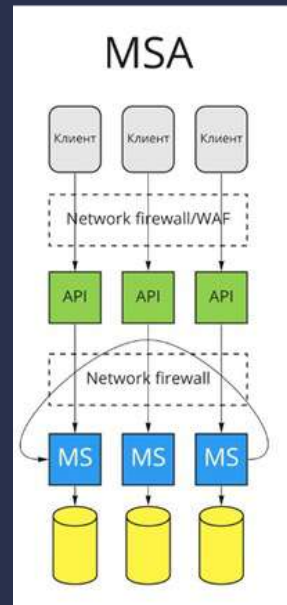 MSA
Клиент Клиент Клиент
Network firewall/WAF
API API API
Network firewall
MS MS MS